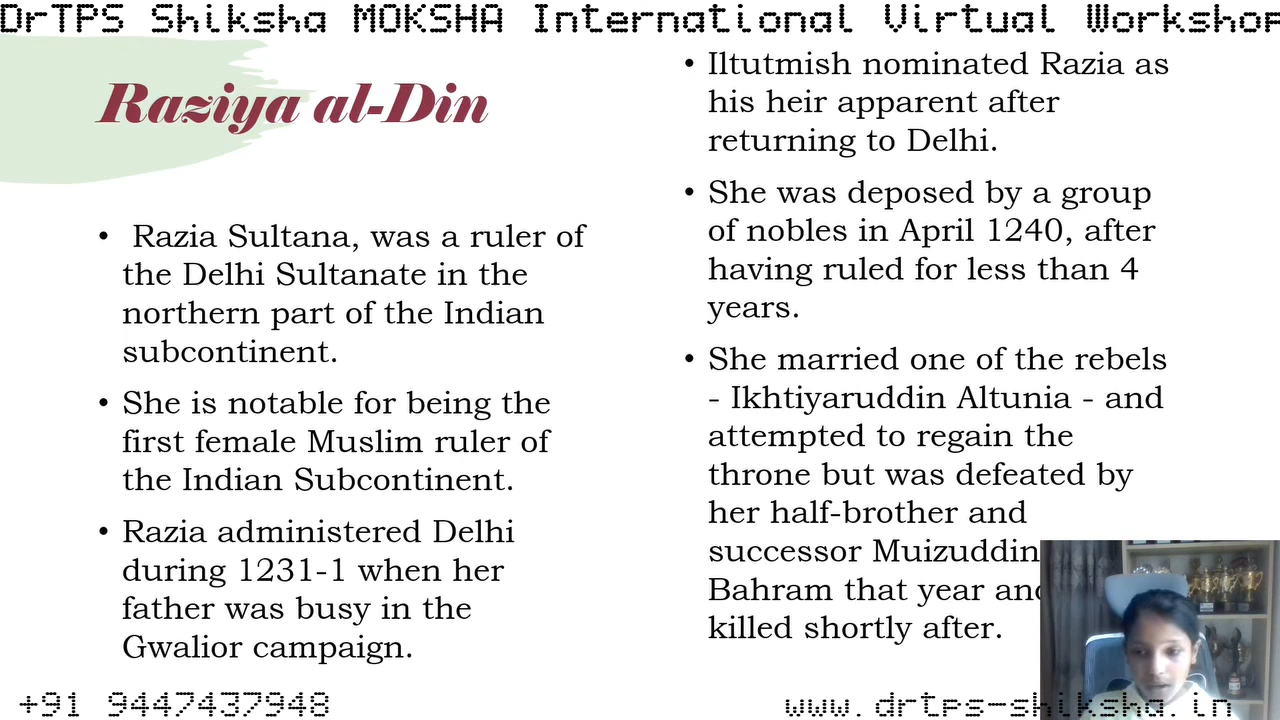 DrTPS Shiksha MOKSHA International Virtual Workshop
Raziya al-Din
• Razia Sultana, was a ruler of
the Delhi Sultanate in the
northern part of the Indian
subcontinent.
• She is notable for being the
first female Muslim ruler of
the Indian Subcontinent.
• Razia administered Delhi
during 1231-1 when her
father was busy in the
Gwalior campaign.
• Iltutmish nominated Razia as
his heir apparent after
returning to Delhi.
• She was deposed by a group
of nobles in April 1240, after
having ruled for less than 4
years.
• She married one of the rebels
- Ikhtiyaruddin Altunia - and
attempted to regain the
throne but was defeated by
her half-brother and
successor Muizuddin
Bahram that year
killed shortly after.
+91 9447437948
www.drtps-shiksha.in